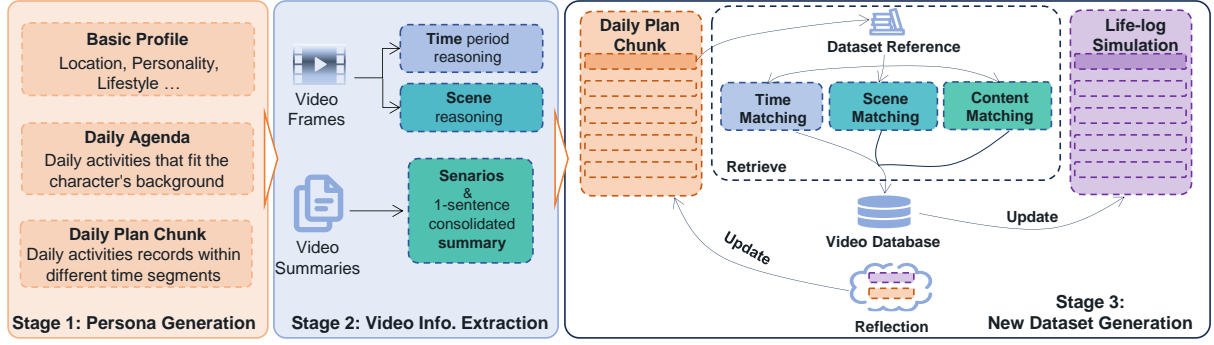 Basic Profile
Location, Personality,
Lifestyle …
Daily Agenda
Daily activities that fit the
character's background
Daily Plan Chunk
Daily activities records within
different time segments
Stage 1: Persona Generation
Video
Frames
Time period
reasoning
Scene
reasoning
Video
Summaries
Senarios
&
1-sentence
consolidated
summary
Stage 2: Video Info. Extraction
Daily Plan
Chunk
Dataset Reference
Time
Matching
Scene
Matching
Content
Matching
Retrieve
Life-log
Simulation
Video Database
Update
Update
Reflection
Stage 3:
New Dataset Generation